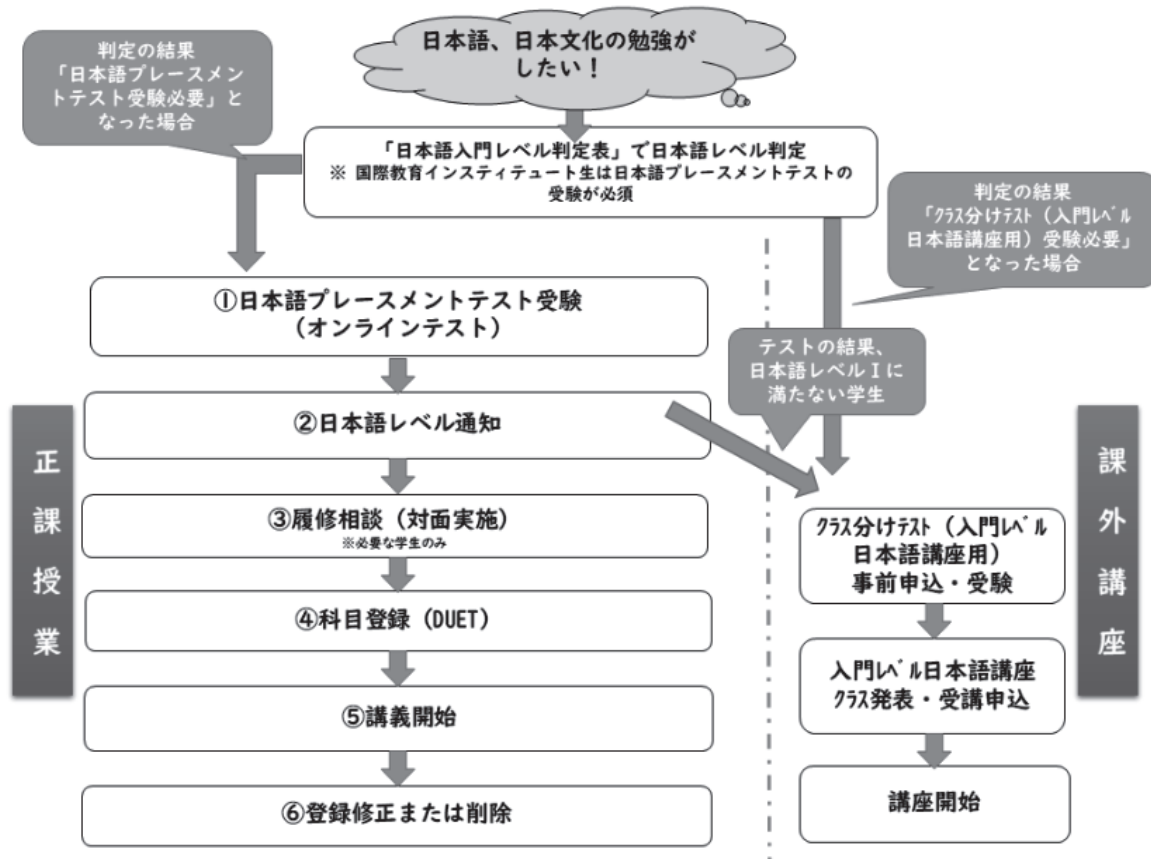 日本語、日本文化の勉強が
したい！
判定の結果
「日本語プレースメン
トテスト受験必要」と
なった場合
「日本語入門レベル判定表」で日本語レベル判定
※ 国際教育インスティテュート生は日本語プレースメントテストの
受験が必須
判定の結果
「ｸﾗｽ分けﾃｽﾄ（入門ﾚﾍﾞﾙ
日本語講座用）受験必要」
となった場合
①日本語プレースメントテスト受験
（オンラインテスト）
テストの結果、
日本語レベルⅠに
満たない学生
②日本語レベル通知
正課授業
課外講座
③履修相談（対面実施）
※必要な学生のみ
④科目登録（DUET）
⑤講義開始
⑥登録修正または削除
ｸﾗｽ分けﾃｽﾄ（入門ﾚﾍﾞﾙ
日本語講座用）
事前申込・受験
入門ﾚﾍﾞﾙ日本語講座
ｸﾗｽ発表・受講申込
講座開始